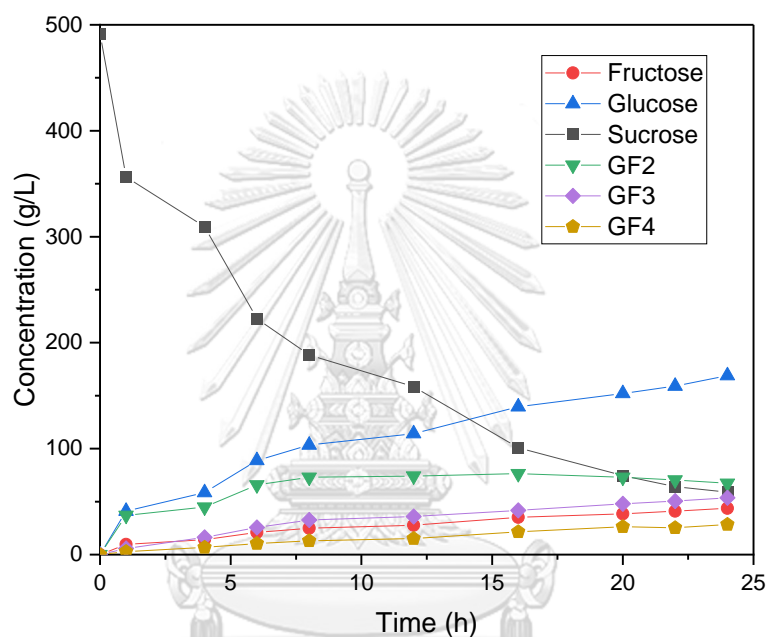 500
400
300
200
100
0
0
5
10
15
20
25
Concentration (g/L)
Time (h)
Fructose
Glucose
Sucrose
GF2
GF3
GF4